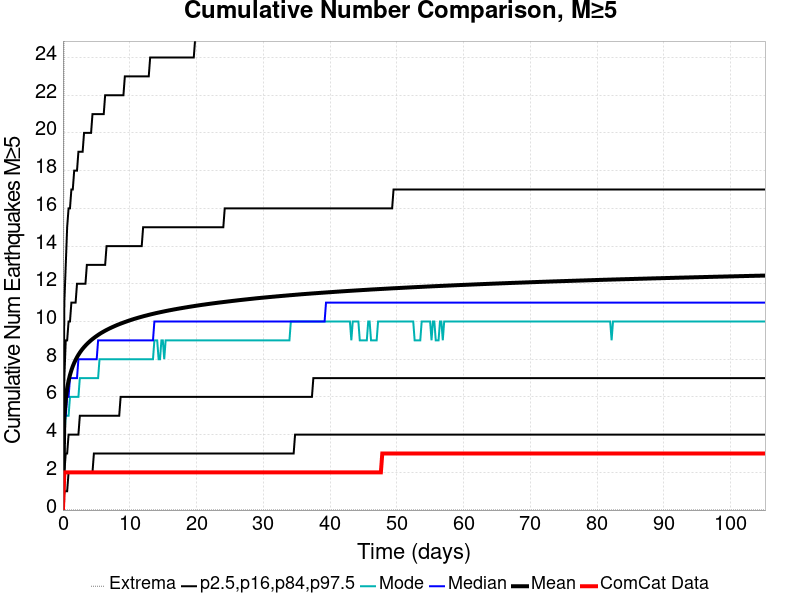 Cumulative Number Comparison, M≥5
Cumulative Num Earthquakes M≥5
24
22
20
18
16
14
12
10
8
6
4
2
0
0 10 20 30 40 50 60 70 80 90 100
Time (days)
Extrema p2.5,p16,p84,p97.5 Mode Median Mean ComCat Data